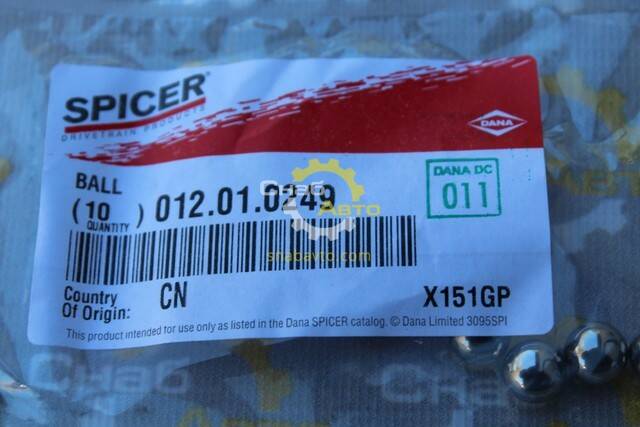 SPICER®
DRIVETRAIN PRODUCTS
DANA
BALL
DANA DC
011
(10) 012.01.0249
QUANTITY
Снаб
Авто
snabavto.com
Country
Of Origin:
CN
X151GP
This product intended for use only as listed in the Dana SPICER catalog. © Dana Limited 3095SPI
Снаб
Авто